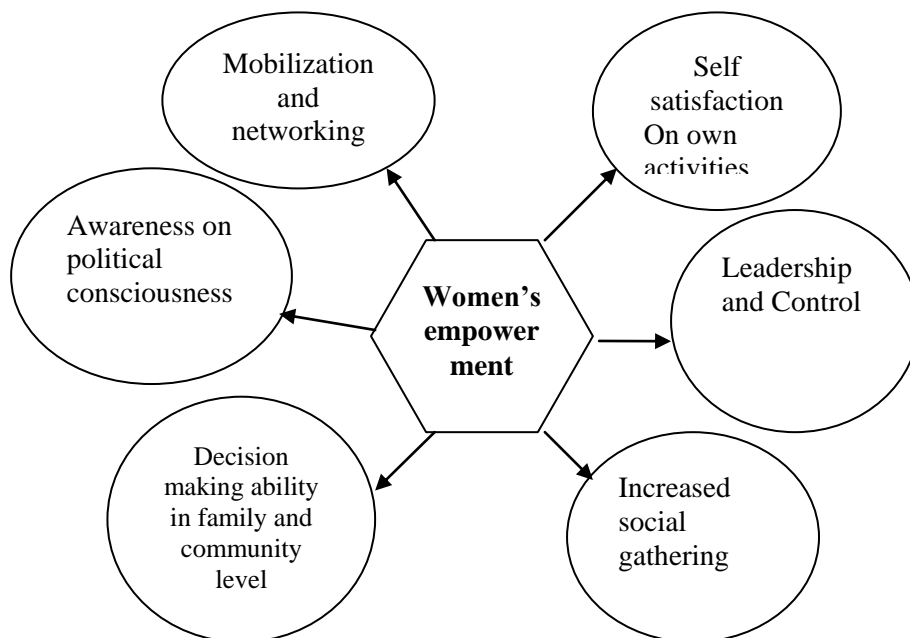 Mobilization
and
networking
Self
satisfaction
On own
activities
Awareness on
political
consciousness
Leadership
and Control
Women’s
empower
ment
Decision
making ability
in family and
community
level
Increased
social
gathering